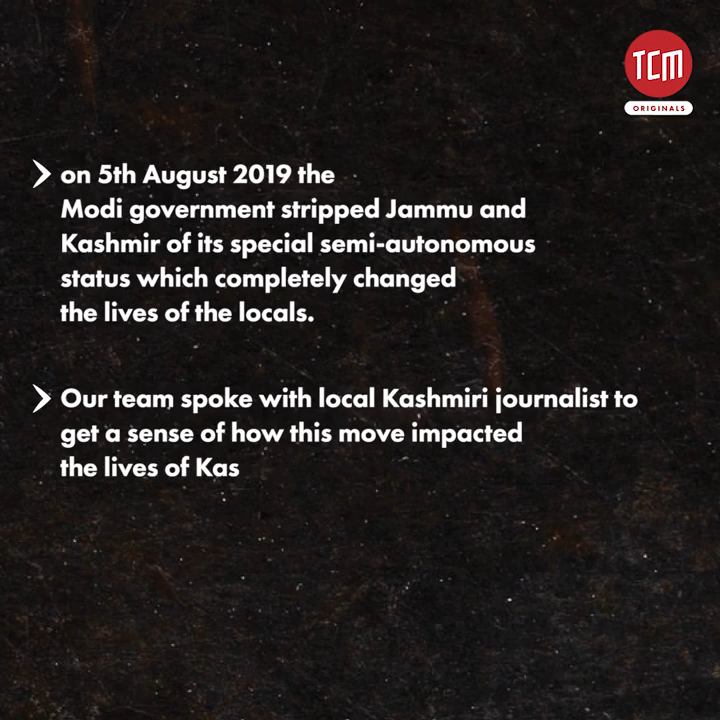 TCM
ORIGINALS
on 5th August 2019 the
Modi government stripped Jammu and
Kashmir of its special semi-autonomous
status which completely changed
the lives of the locals.
Our team spoke with local Kashmiri journalist to
get a sense of how this move impacted
the lives of Kas